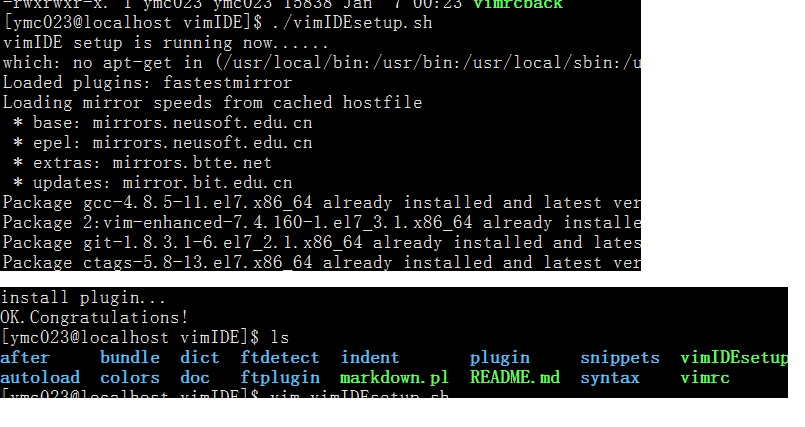 -rwxrwxr-x. 1 ymc023 ymc023 15838 Jan  7 00:23 vimrcback
[ymc023@localhost vimIDE]$ ./vimIDEsetup.sh
vimIDE setup is running now......
which: no apt-get in (/usr/local/bin:/usr/bin:/usr/local/sbin:/u
Loaded plugins: fastestmirror
Loading mirror speeds from cached hostfile
 * base: mirrors.neusoft.edu.cn
 * epel: mirrors.neusoft.edu.cn
 * extras: mirrors.btte.net
 * updates: mirror.bit.edu.cn
Package gcc-4.8.5-11.el7.x86_64 already installed and latest ver
Package 2:vim-enhanced-7.4.160-1.el7_3.1.x86_64 already installe
Package git-1.8.3.1-6.el7_2.1.x86_64 already installed and lates
Package ctags-5.8-13.el7.x86_64 already installed and latest ver
install plugin...
OK.Congratulations!
[ymc023@localhost vimIDE]$ ls
after bundle dict ftdetect indent plugin snippets vimIDEsetup
autoload colors doc ftplugin markdown.pl README.md syntax vimrc
[ymc023@localhost vimIDE]$ vim vimIDEsetup.sh